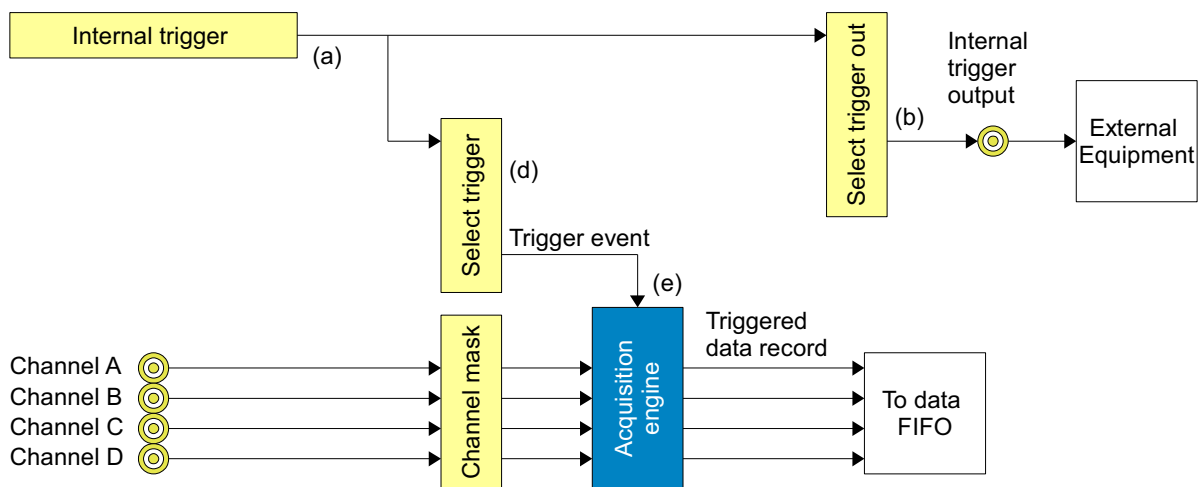 Internal trigger
(a)
Select trigger out
(b)
Internal
trigger
output
External
Equipment
Select trigger
(d)
Trigger event
(e)
Channel A
Channel B
Channel C
Channel D
Channel mask
Acquisition
engine
Triggered
data record
To data
FIFO